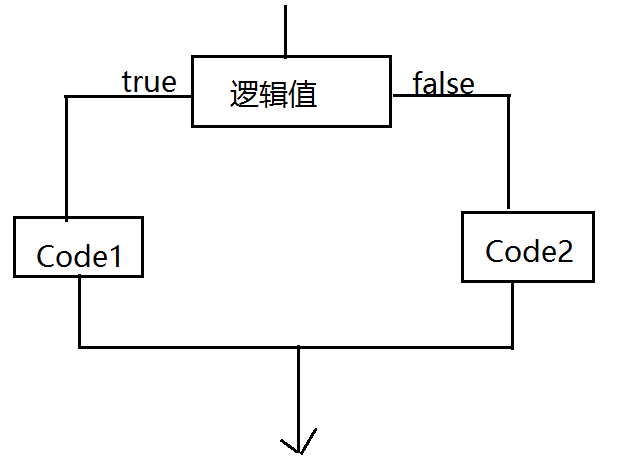 true
逻辑值
false
Code1
Code2